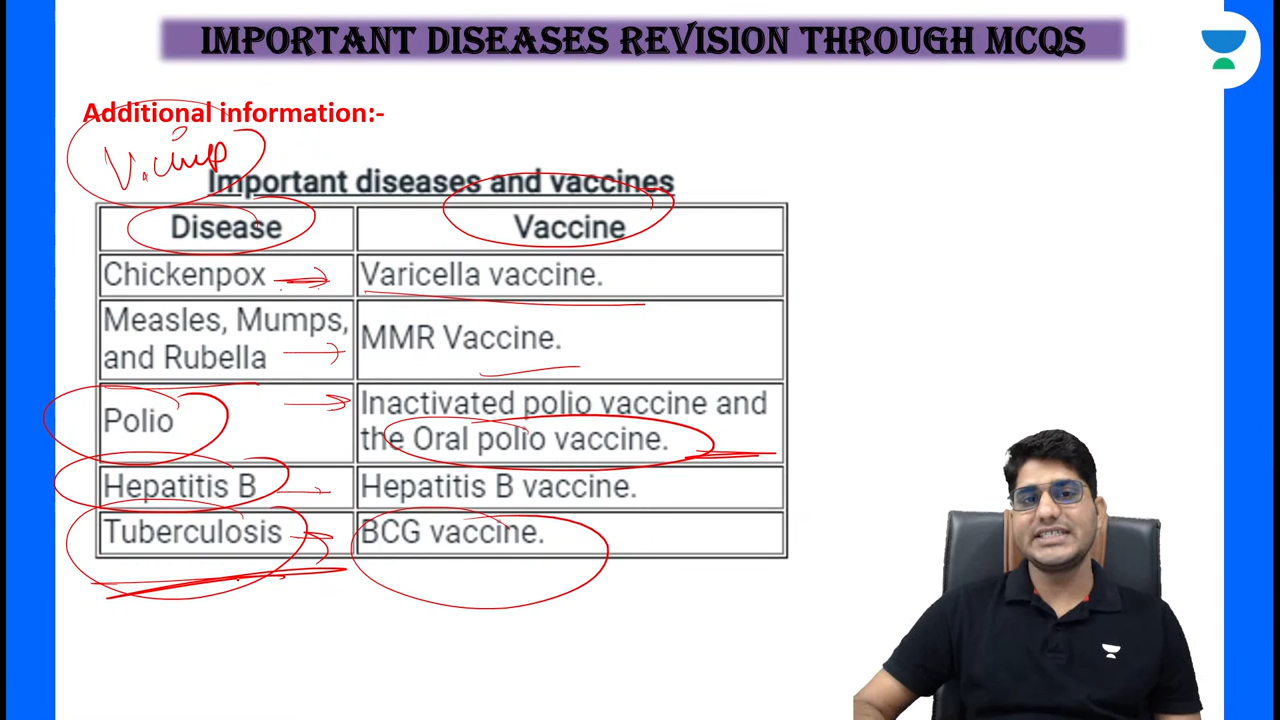 IMPORTANT DISEASES REVISION THROUGH MCQS
Additional information:-
V. imp
Important diseases and vaccines
Disease
Vaccine
Chickenpox
Varicella vaccine.
Measles, Mumps,
and Rubella
MMR Vaccine.
Polio
Inactivated polio vaccine and
the Oral polio vaccine.
Hepatitis B
Hepatitis B vaccine.
Tuberculosis
BCG vaccine.